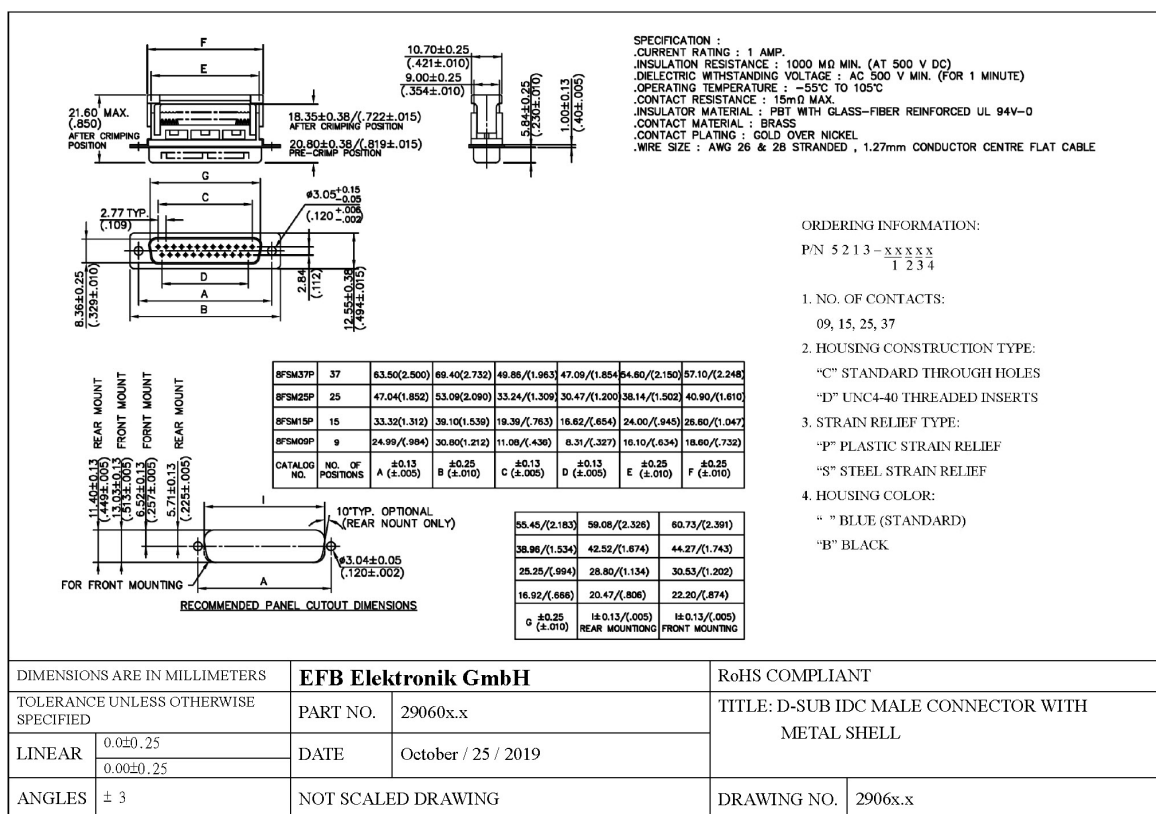 F
E
21.60 MAX.
(.850)
AFTER CRIMPING
POSITION
18.35±0.38/(.722±.015)
AFTER CRIMPING POSITION
20.80±0.38/(.819±.015)
PRE-CRIMP POSITION
10.70±0.25
(.421±.010)
9.00±0.25
(.354±.010)
5.84±0.25
(.230±.010)
1.00±0.13
(.40±.005)
SPECIFICATION :
.CURRENT RATING : 1 AMP.
.INSULATION RESISTANCE : 1000 MΩ MIN. (AT 500 V DC)
.DIELECTRIC WITHSTANDING VOLTAGE : AC 500 V MIN. (FOR 1 MINUTE)
.OPERATING TEMPERATURE : -55℃ TO 105℃
.CONTACT RESISTANCE : 15mΩ MAX.
.INSULATOR MATERIAL : PBT WITH GLASS-FIBER REINFORCED UL 94V-0
.CONTACT MATERIAL : BRASS
.CONTACT PLATING : GOLD OVER NICKEL
.WIRE SIZE : AWG 26 & 28 STRANDED , 1.27mm CONDUCTOR CENTRE FLAT CABLE
G
C
2.77 TYP.
(.109)
ø3.05 +0.15 -0.05
(.120 +.006 -.002)
8.36±0.25
(.329±.010)
D
A
B
2.84
(.112)
12.55±0.38
(.494±.015)
ORDERING INFORMATION:
P/N 5213-xxxxx
1 234
1. NO. OF CONTACTS:
09, 15, 25, 37
2. HOUSING CONSTRUCTION TYPE:
“C” STANDARD THROUGH HOLES
“D” UNC4-40 THREADED INSERTS
3. STRAIN RELIEF TYPE:
“P” PLASTIC STRAIN RELIEF
“S” STEEL STRAIN RELIEF
4. HOUSING COLOR:
“ ” BLUE (STANDARD)
“B” BLACK
8FSM37P 37 63.50(2.500) 69.40(2.732) 49.86/(1.963) 47.09/(1.854) 54.60/(2.150) 57.10/(2.248)
8FSM25P 25 47.04(1.852) 53.09(2.090) 33.24/(1.309) 30.47/(1.200) 38.14/(1.502) 40.90/(1.610)
8FSM15P 15 33.32(1.312) 39.10(1.539) 19.39/(.763) 16.62/(.654) 24.00/(.945) 26.60/(1.047)
8FSM09P 9 24.99/(.984) 30.80(1.212) 11.08/(.436) 8.31/(.327) 16.10/(.634) 18.60/(.732)
CATALOG NO. NO. OF POSITIONS A ±0.13 (±.005) B ±0.25 (±.010) C ±0.13 (±.005) D ±0.13 (±.005) E ±0.25 (±.010) F ±0.25 (±.010)
11.40±0.13 REAR MOUNT
(.449±.005)
13.03±0.13 FRONT MOUNT
(.513±.005)
6.52±0.13 FORNT MOUNT
(.257±.005)
5.71±0.13 REAR MOUNT
(.225±.005)
I
10°TYP. OPTIONAL
(REAR NOUNT ONLY)
ø3.04±0.05
(.120±.002)
FOR FRONT MOUNTING
A
RECOMMENDED PANEL CUTOUT DIMENSIONS
55.45/(2.183) 59.08/(2.326) 60.73/(2.391)
38.96/(1.534) 42.52/(1.674) 44.27/(1.743)
25.25/(.994) 28.80/(1.134) 30.53/(1.202)
16.92/(.666) 20.47/(.806) 22.20/(.874)
G ±0.25 (±.010) I±0.13/(.005) REAR MOUNTIONG I±0.13/(.005) FRONT MOUNTING
DIMENSIONS ARE IN MILLIMETERS
TOLERANCE UNLESS OTHERWISE
SPECIFIED
LINEAR 0.0±0.25
0.00±0.25
ANGLES ± 3
EFB Elektronik GmbH
PART NO. 29060x.x
DATE October / 25 / 2019
NOT SCALED DRAWING
RoHS COMPLIANT
TITLE: D-SUB IDC MALE CONNECTOR WITH
METAL SHELL
DRAWING NO. 2906x.x